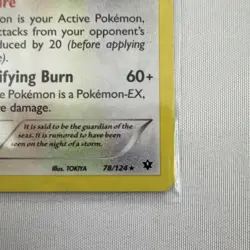 on is your Active Pokémon,
attacks from your opponent's
duced by 20 (before applying
ifying Burn 60+
e Pokémon is a Pokémon-EX,
re damage.
It is said to be the guardian of the
seas. It is rumored to have been
seen on the night of a storm.
Illus. TOKIYA 78/124 ★